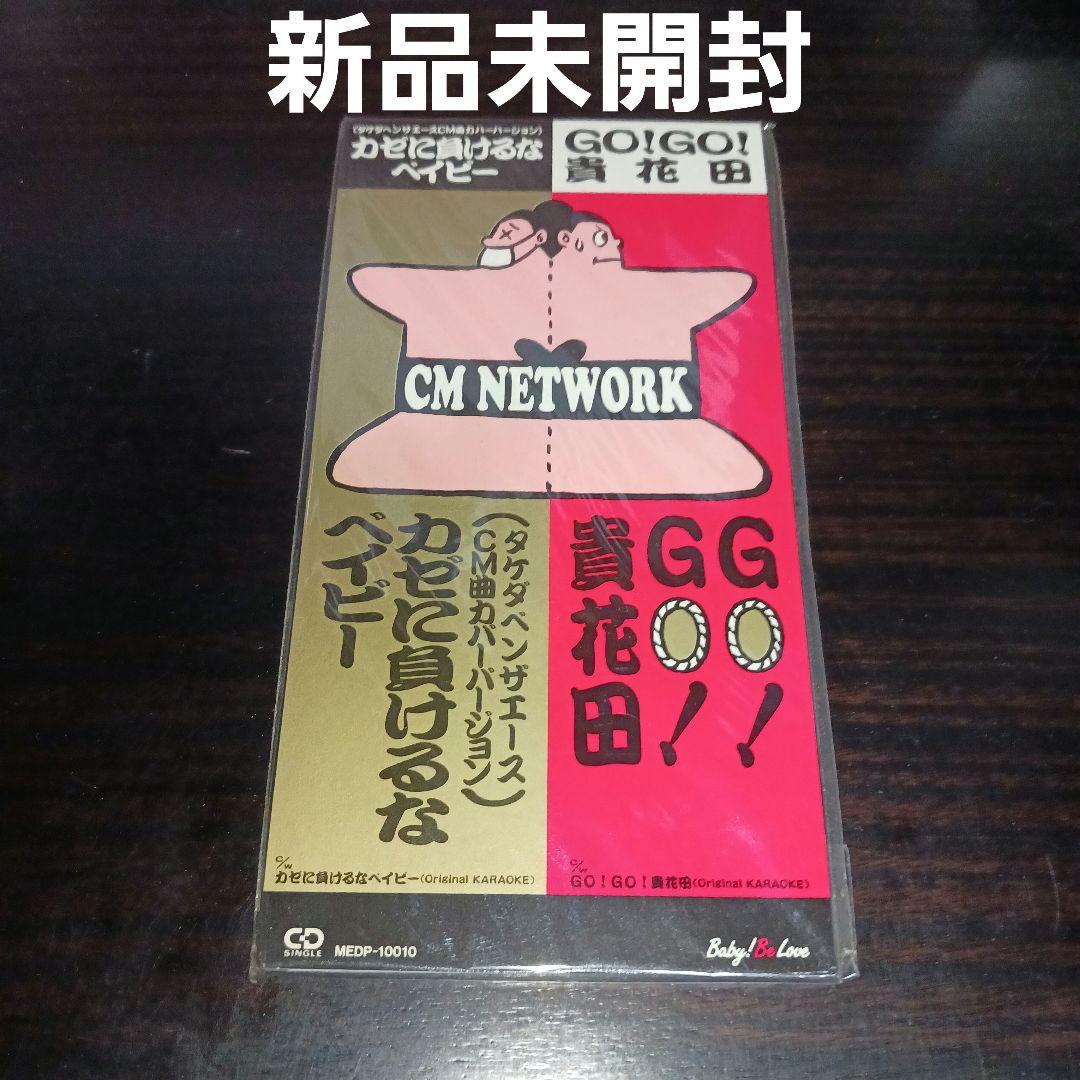 新品未開封
(タケダベンザエースCM曲カバーバージョン)
カゼに負けるな
ベイビー
GO!GO!
貴花田
CM NETWORK
GO!
GO!
貴花田
(タケダベンザエース
CM曲カバーバージョン)
カゼに負けるな
ベイビー
c/w
カゼに負けるなベイビー(Original KARAOKE)
c/w
GO!GO!貴花田(Original KARAOKE)
CD
SINGLE
MEDP-10010
Baby!Be Love